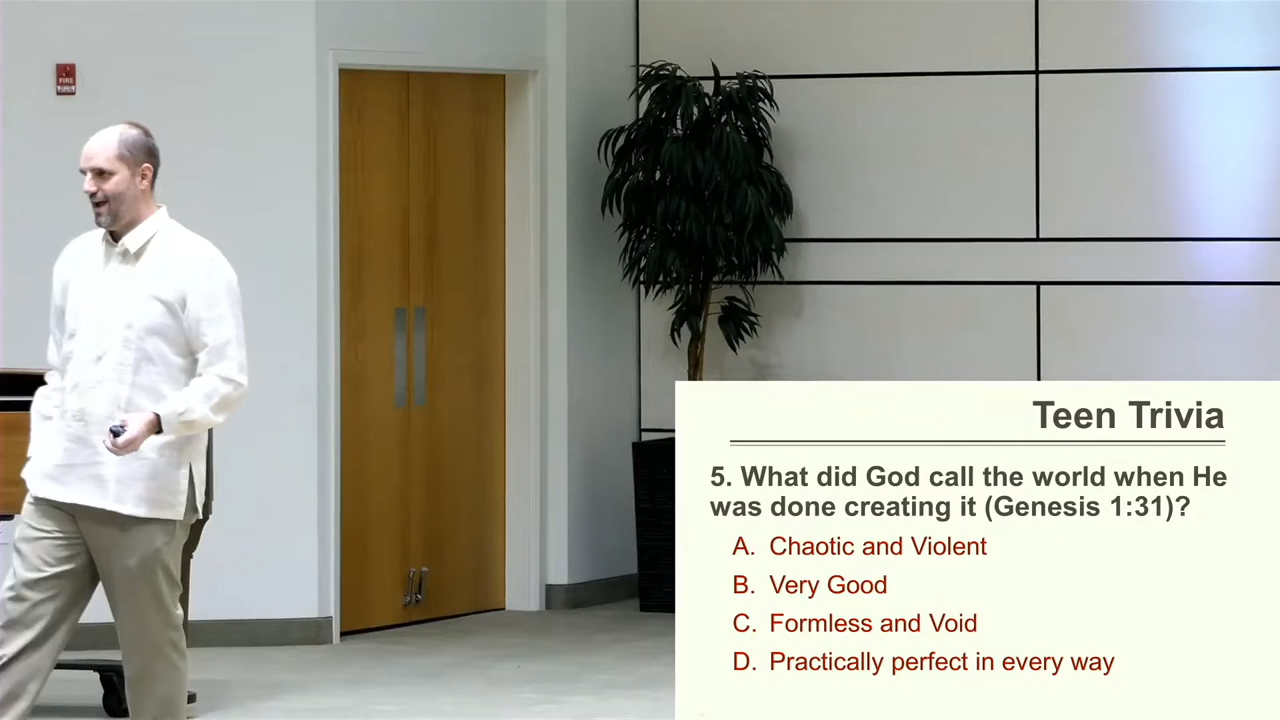 FIRE
Teen Trivia
5. What did God call the world when He
was done creating it (Genesis 1:31)?
A. Chaotic and Violent
B. Very Good
C. Formless and Void
D. Practically perfect in every way